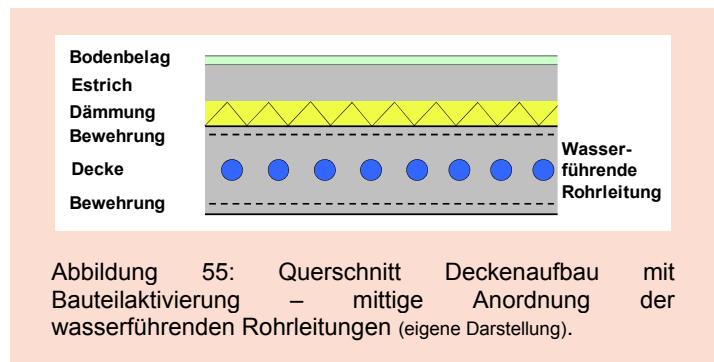 Bodenbelag
Estrich
Dämmung
Bewehrung
Decke
Bewehrung
Wasser-
führende
Rohrleitung
Abbildung 55: Querschnitt Deckenaufbau mit
Bauteilaktivierung – mittige Anordnung der
wasserführenden Rohrleitungen (eigene Darstellung).